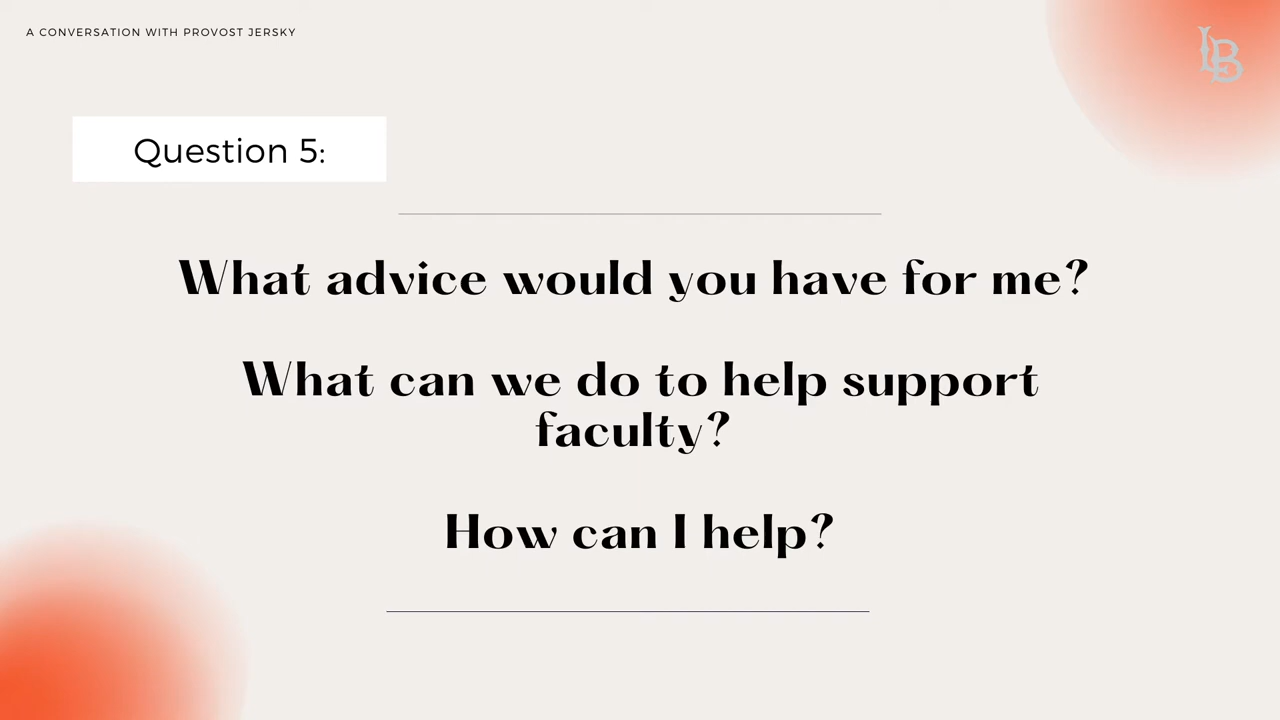 A CONVERSATION WITH PROVOST JERSKY
LB
Question 5:
What advice would you have for me?
What can we do to help support
faculty?
How can I help?